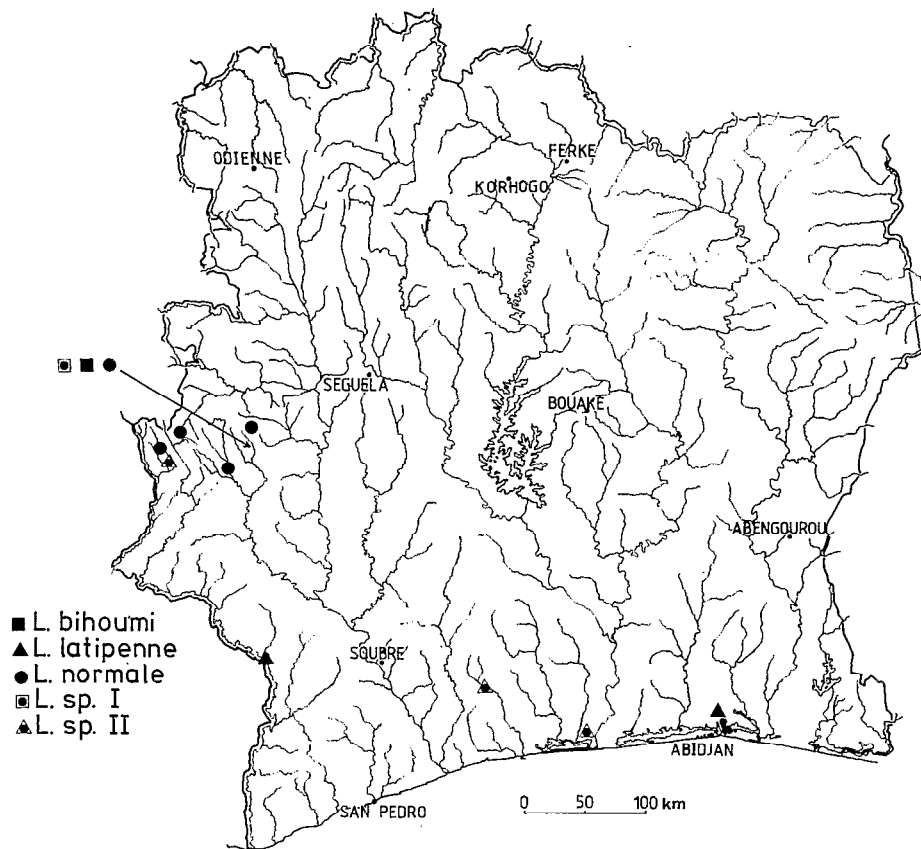 ODIENNE
FERKE
KORHOGO
SEGUELA
BOUAKE
ABENGOUROU
L. bihoumi
L. latipenne
L. normale
L. sp. I
L. sp. II
SOUBRE
ABIDJAN
SAN PEDRO
0 50 100 km